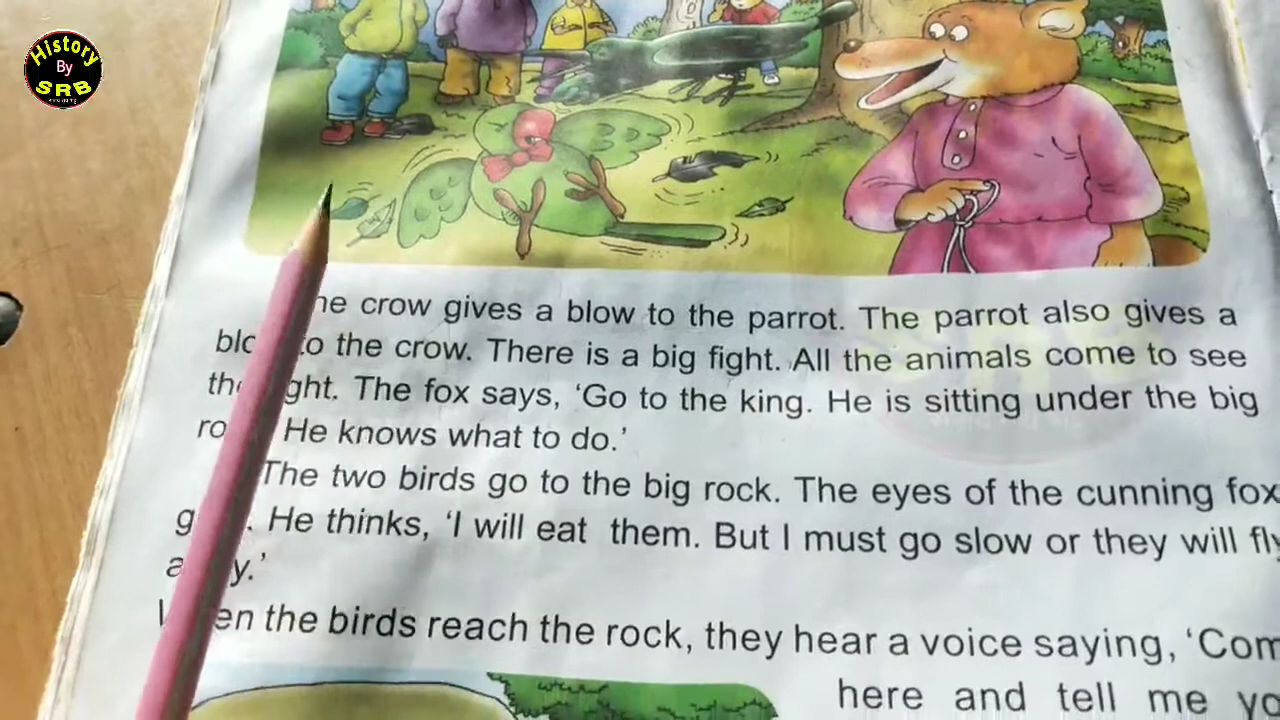 History
By
SRB
he crow gives a blow to the parrot. The parrot also gives a
to the crow. There is a big fight. All the animals come to see
The fox says, ‘Go to the king. He is sitting under the big
He knows what to do.’
The two birds go to the big rock. The eyes of the cunning fox
He thinks, ‘I will eat them. But I must go slow or they will fly
en the birds reach the rock, they hear a voice saying, ‘Com
here and tell me yo